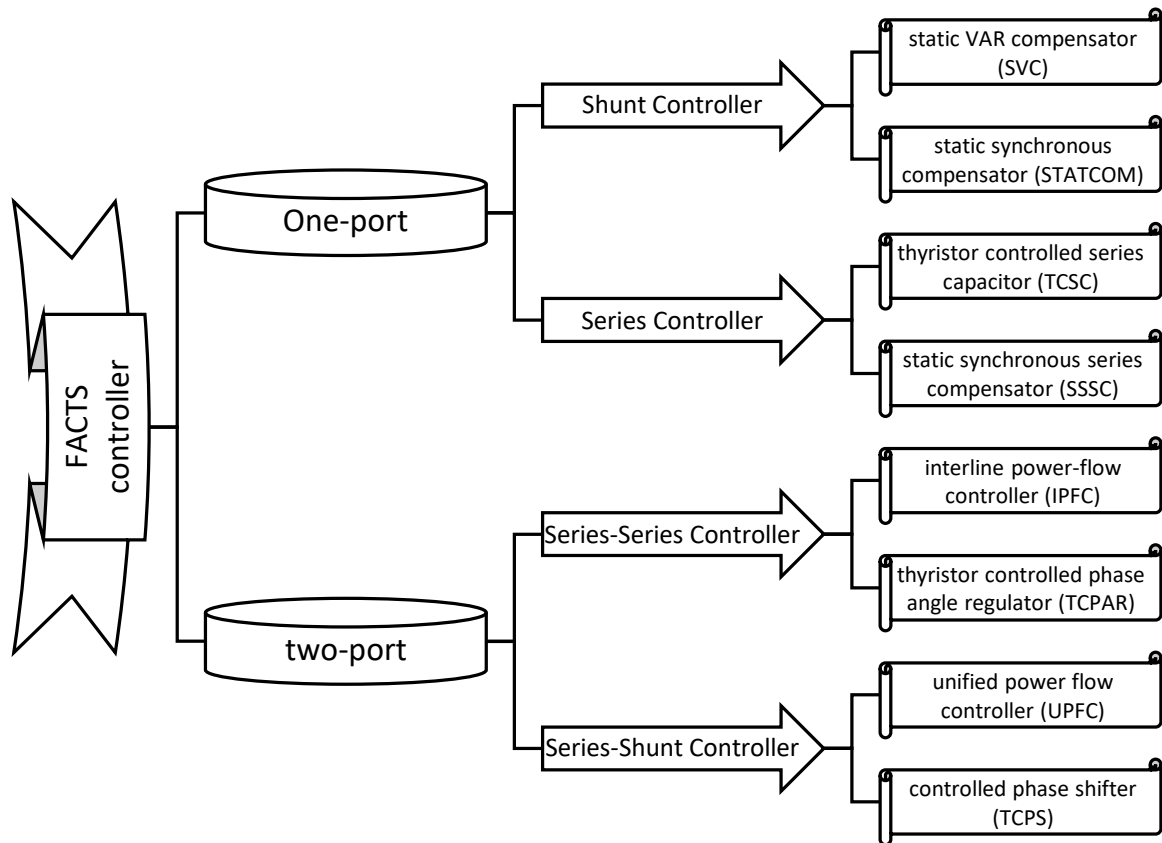 FACTS
controller
One-port
Shunt Controller
static VAR compensator
(SVC)
static synchronous
compensator (STATCOM)
Series Controller
thyristor controlled series
capacitor (TCSC)
static synchronous series
compensator (SSSC)
two-port
Series-Series Controller
interline power-flow
controller (IPFC)
thyristor controlled phase
angle regulator (TCPAR)
Series-Shunt Controller
unified power flow
controller (UPFC)
controlled phase shifter
(TCPS)